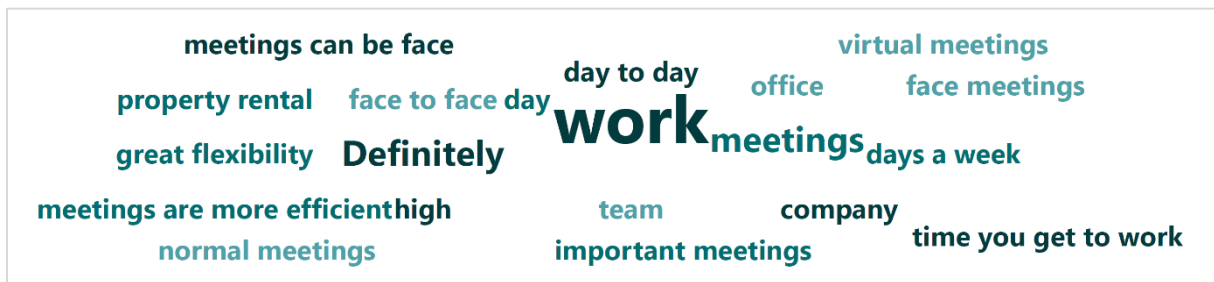 meetings can be face
virtual meetings
day to day
office
face meetings
property rental
face to face
day
work
meetings
great flexibility
Definitely
days a week
meetings are more efficient
high
team
company
time you get to work
normal meetings
important meetings